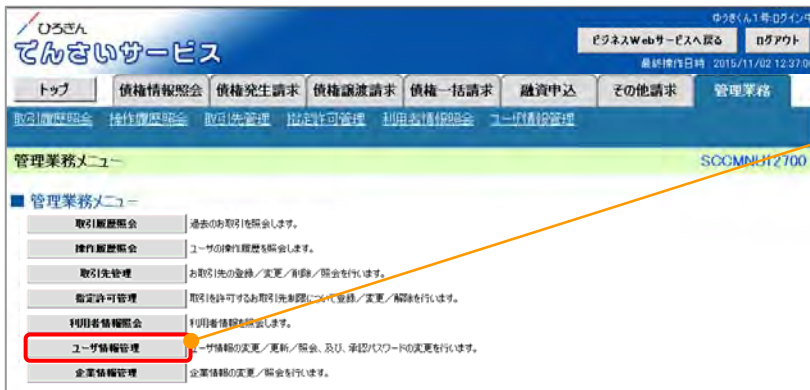 ひろぎん
でんさいサービス
ゆうぎん1号:ログイン中
ビジネスWebサービスへ戻る ログアウト
最終操作日時 2015/11/02 12:37:0
トップ 債権情報照会 債権発生請求 債権譲渡請求 債権一括請求 融資申込 その他請求 管理業務
取引履歴照会 操作履歴照会 取引先管理 指定許可管理 利用者情報照会 ユーザ情報管理
管理業務メニュー SCCMNU12700
■ 管理業務メニュー
取引履歴照会 過去のお取引を照会します。
操作履歴照会 ユーザの操作履歴を照会します。
取引先管理 お取引先の登録/変更/削除/照会を行います。
指定許可管理 取引を許可するお取引先制限について登録/変更/解除を行います。
利用者情報照会 利用者情報を照会します。
ユーザ情報管理 ユーザ情報の変更/更新/照会、及び、承認パスワードの変更を行います。
企業情報管理 企業情報の変更/照会を行います。